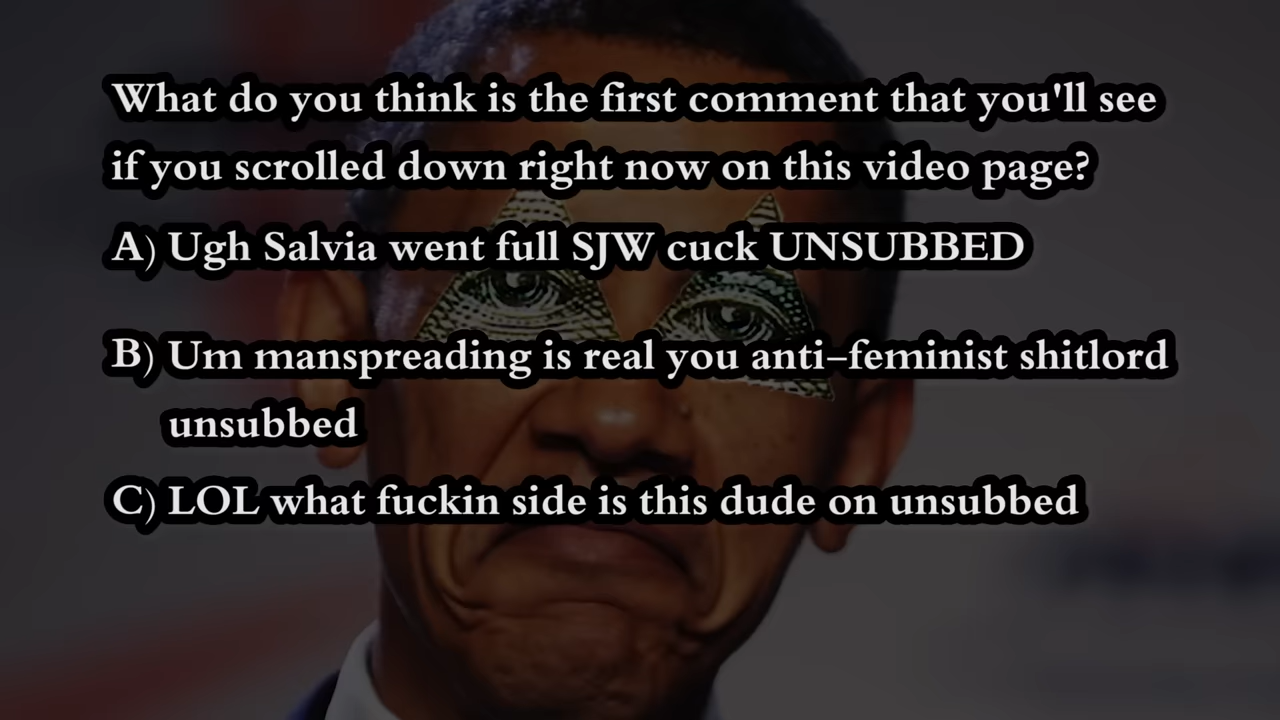 What do you think is the first comment that you'll see
if you scrolled down right now on this video page?
A) Ugh Salvia went full SJW cuck UNSUBBED
B) Um manspreading is real you anti-feminist shitlord
unsubbed
C) LOL what fuckin side is this dude on unsubbed